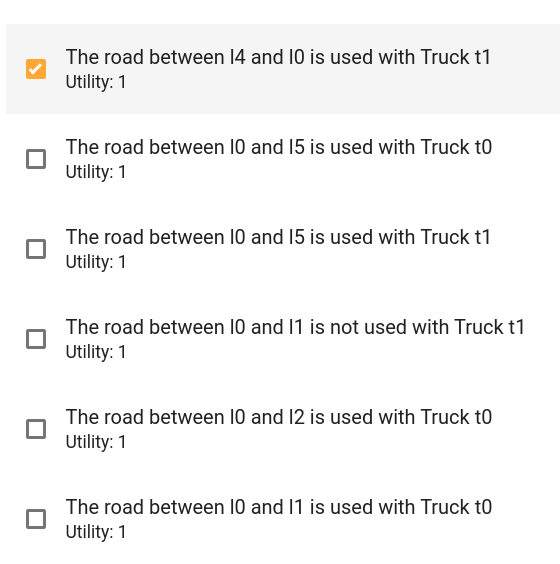 The road between l4 and l0 is used with Truck t1
Utility: 1
The road between l0 and l5 is used with Truck t0
Utility: 1
The road between l0 and l5 is used with Truck t1
Utility: 1
The road between l0 and l1 is not used with Truck t1
Utility: 1
The road between l0 and l2 is used with Truck t0
Utility: 1
The road between l0 and l1 is used with Truck t0
Utility: 1